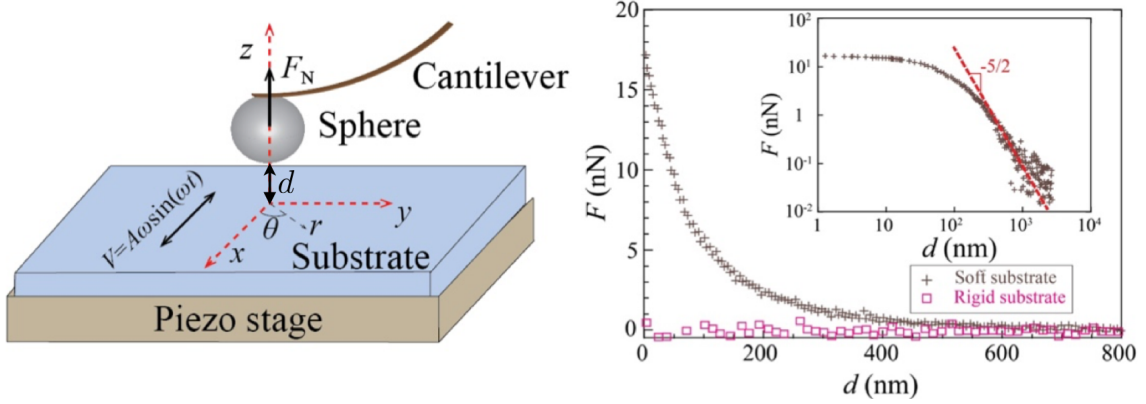 z
F_N
Cantilever
Sphere
d
V=Aωsin(ωt)
y
θ
r
x
Substrate
Piezo stage
20
15
10
5
0
F (nN)
0
200
400
600
800
d (nm)
10^2
10^1
1
10^-1
10^-2
F (nN)
-5/2
1
10^2
10^3
10^4
d (nm)
Soff substrate
Rigid substrate